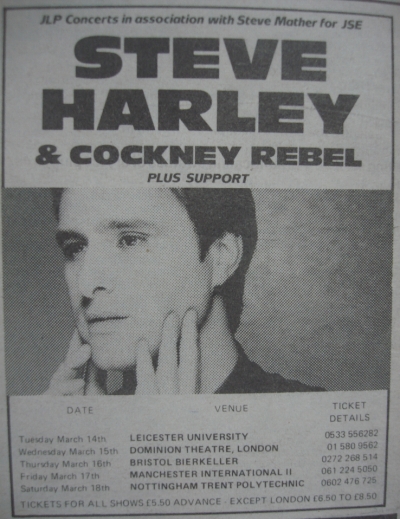 JLP Concerts in association with Steve Mather for JSE
STEVE
HARLEY
& COCKNEY REBEL
PLUS SUPPORT
DATE VENUE TICKET DETAILS
Tuesday March 14th LEICESTER UNIVERSITY 0533 556282
Wednesday March 15th DOMINION THEATRE, LONDON 01 580 9562
Thursday March 16th BRISTOL BIERKELLER 0272 268 514
Friday March 17th MANCHESTER INTERNATIONAL II 061 224 5050
Saturday March 18th NOTTINGHAM TRENT POLYTECHNIC 0602 476 725
TICKETS FOR ALL SHOWS £5.50 ADVANCE - EXCEPT LONDON £6.50 TO £8.50